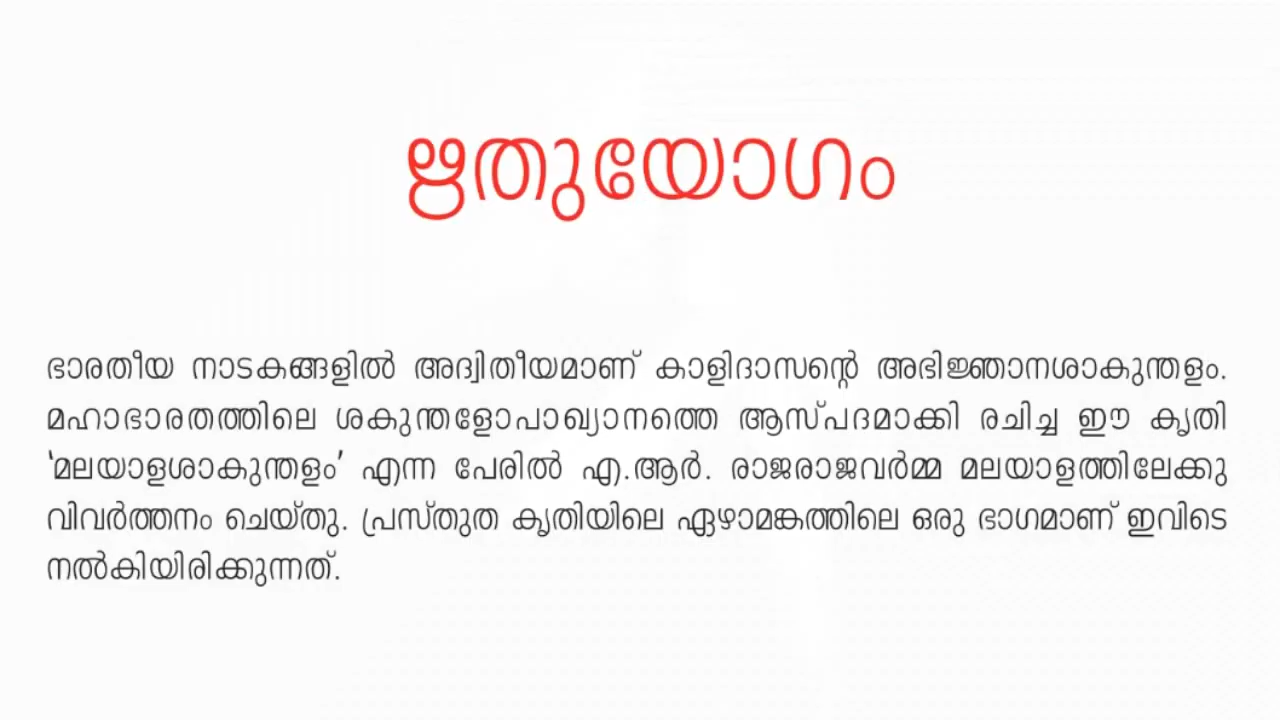 ഋതുയോഗം
ഭാരതീയ നാടകങ്ങളിൽ അദ്വിതീയമാണ് കാളിദാസന്റെ അഭിജ്ഞാനശാകുന്തളം.
മഹാഭാരതത്തിലെ ശകുന്തളോപാഖ്യാനത്തെ ആസ്പദമാക്കി രചിച്ച ഈ കൃതി
'മലയാളശാകുന്തളം' എന്ന പേരിൽ എ.ആർ. രാജരാജവർമ്മ മലയാളത്തിലേക്കു
വിവർത്തനം ചെയ്തു. പ്രസ്തുത കൃതിയിലെ ഏഴാമങ്കത്തിലെ ഒരു ഭാഗമാണ് ഇവിടെ
നൽകിയിരിക്കുന്നത്.